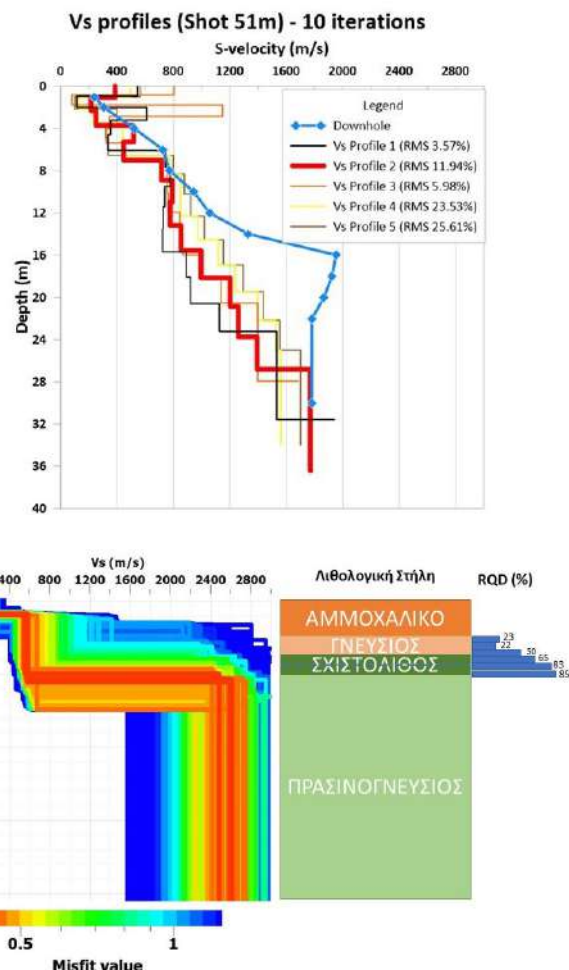 Vs profiles (Shot 51m) - 10 iterations
S-velocity (m/s)
0 400 800 1200 1600 2000 2400 2800
0
4
8
12
16
20
24
28
32
36
40
Depth (m)
Legend
Downhole
Vs Profile 1 (RMS 3.57%)
Vs Profile 2 (RMS 11.94%)
Vs Profile 3 (RMS 5.98%)
Vs Profile 4 (RMS 23.53%)
Vs Profile 5 (RMS 25.61%)
Vs (m/s)
400 800 1200 1600 2000 2400 2800
Λιθολογική Στήλη
RQD (%)
ΑΜΜΟΧΑΛΙΚΟ
ΓΝΕΥΣΙΟΣ
ΣΧΙΣΤΟΛΙΘΟΣ
ΠΡΑΣΙΝΟΓΝΕΥΣΙΟΣ
23
22
50
65
83
85
0.5 1
Misfit value